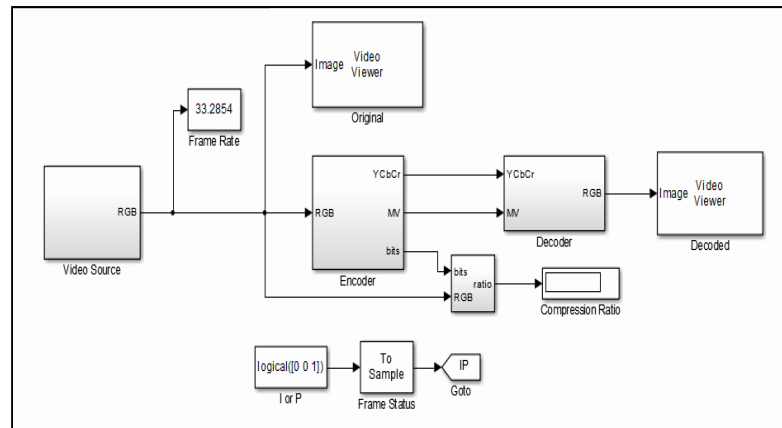 Image
Video
Viewer
Original
33.2854
Frame Rate
RGB
Video Source
RGB
YCbCr
MV
bits
Encoder
YCbCr
MV
RGB
Decoder
Image
Video
Viewer
Decoded
bits
RGB
ratio
Compression Ratio
logical([0 0 1])
I or P
To
Sample
Frame Status
IP
Goto